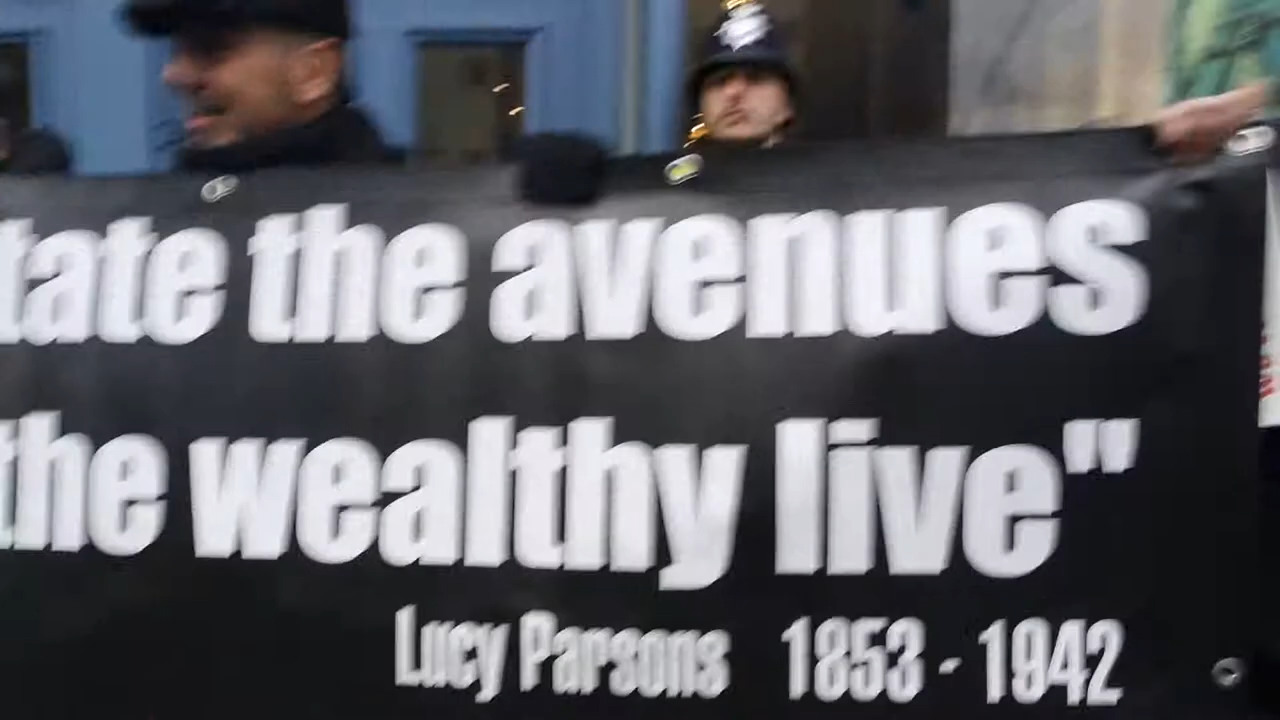 tate the avenues
the wealthy live"
Lucy Parsons 1853 - 1942